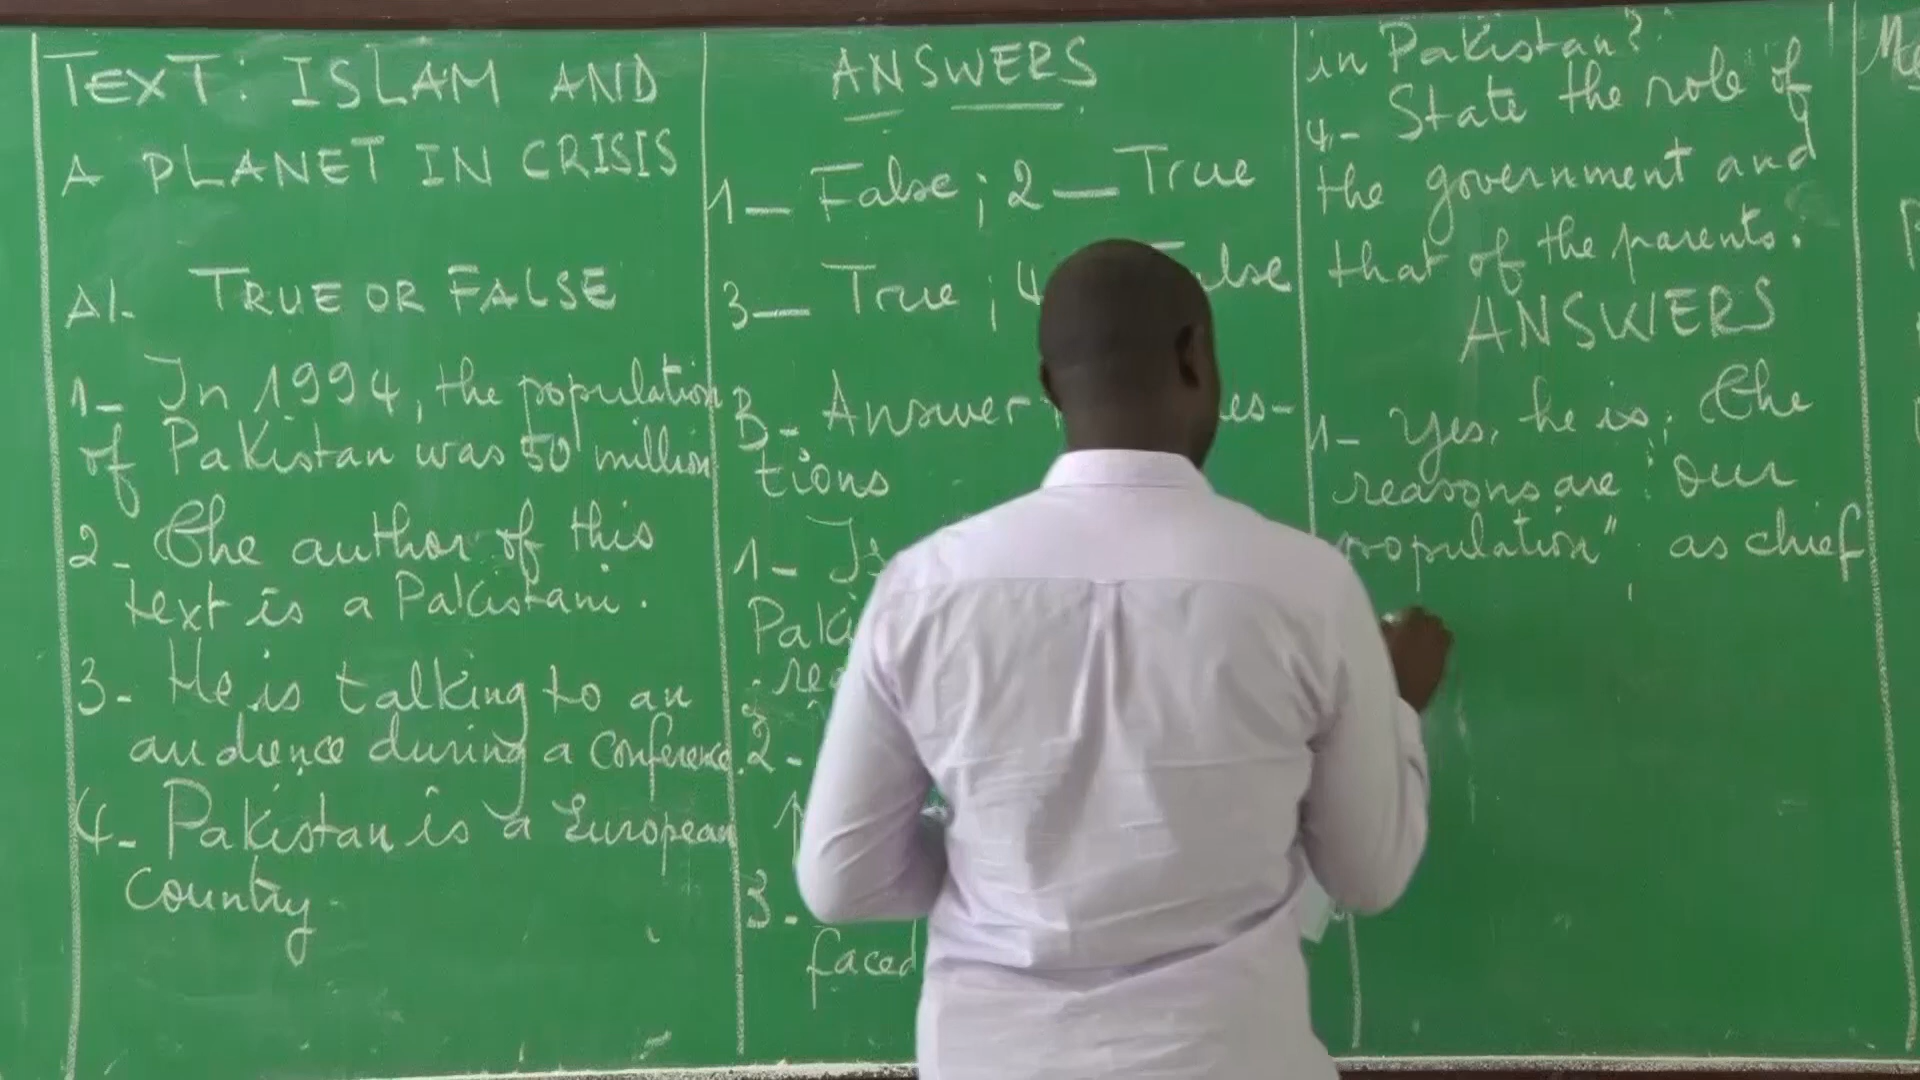 TEXT: ISLAM AND
A PLANET IN CRISIS
A/. TRUE OR FALSE
1- In 1994, the population
of Pakistan was 50 million
2- The author of this
text is a Pakistani.
3- He is talking to an
audience during a conference.
4- Pakistan is a European
country.
ANSWERS
1— False; 2— True
3— True; 4
B- Answer
tions
1- Is
2-
3-
faced
in Pakistan?
4- State the role of
the government and
that of the parents.
ANSWERS
1- Yes, he is; The
reasons are: "our
population", as chief